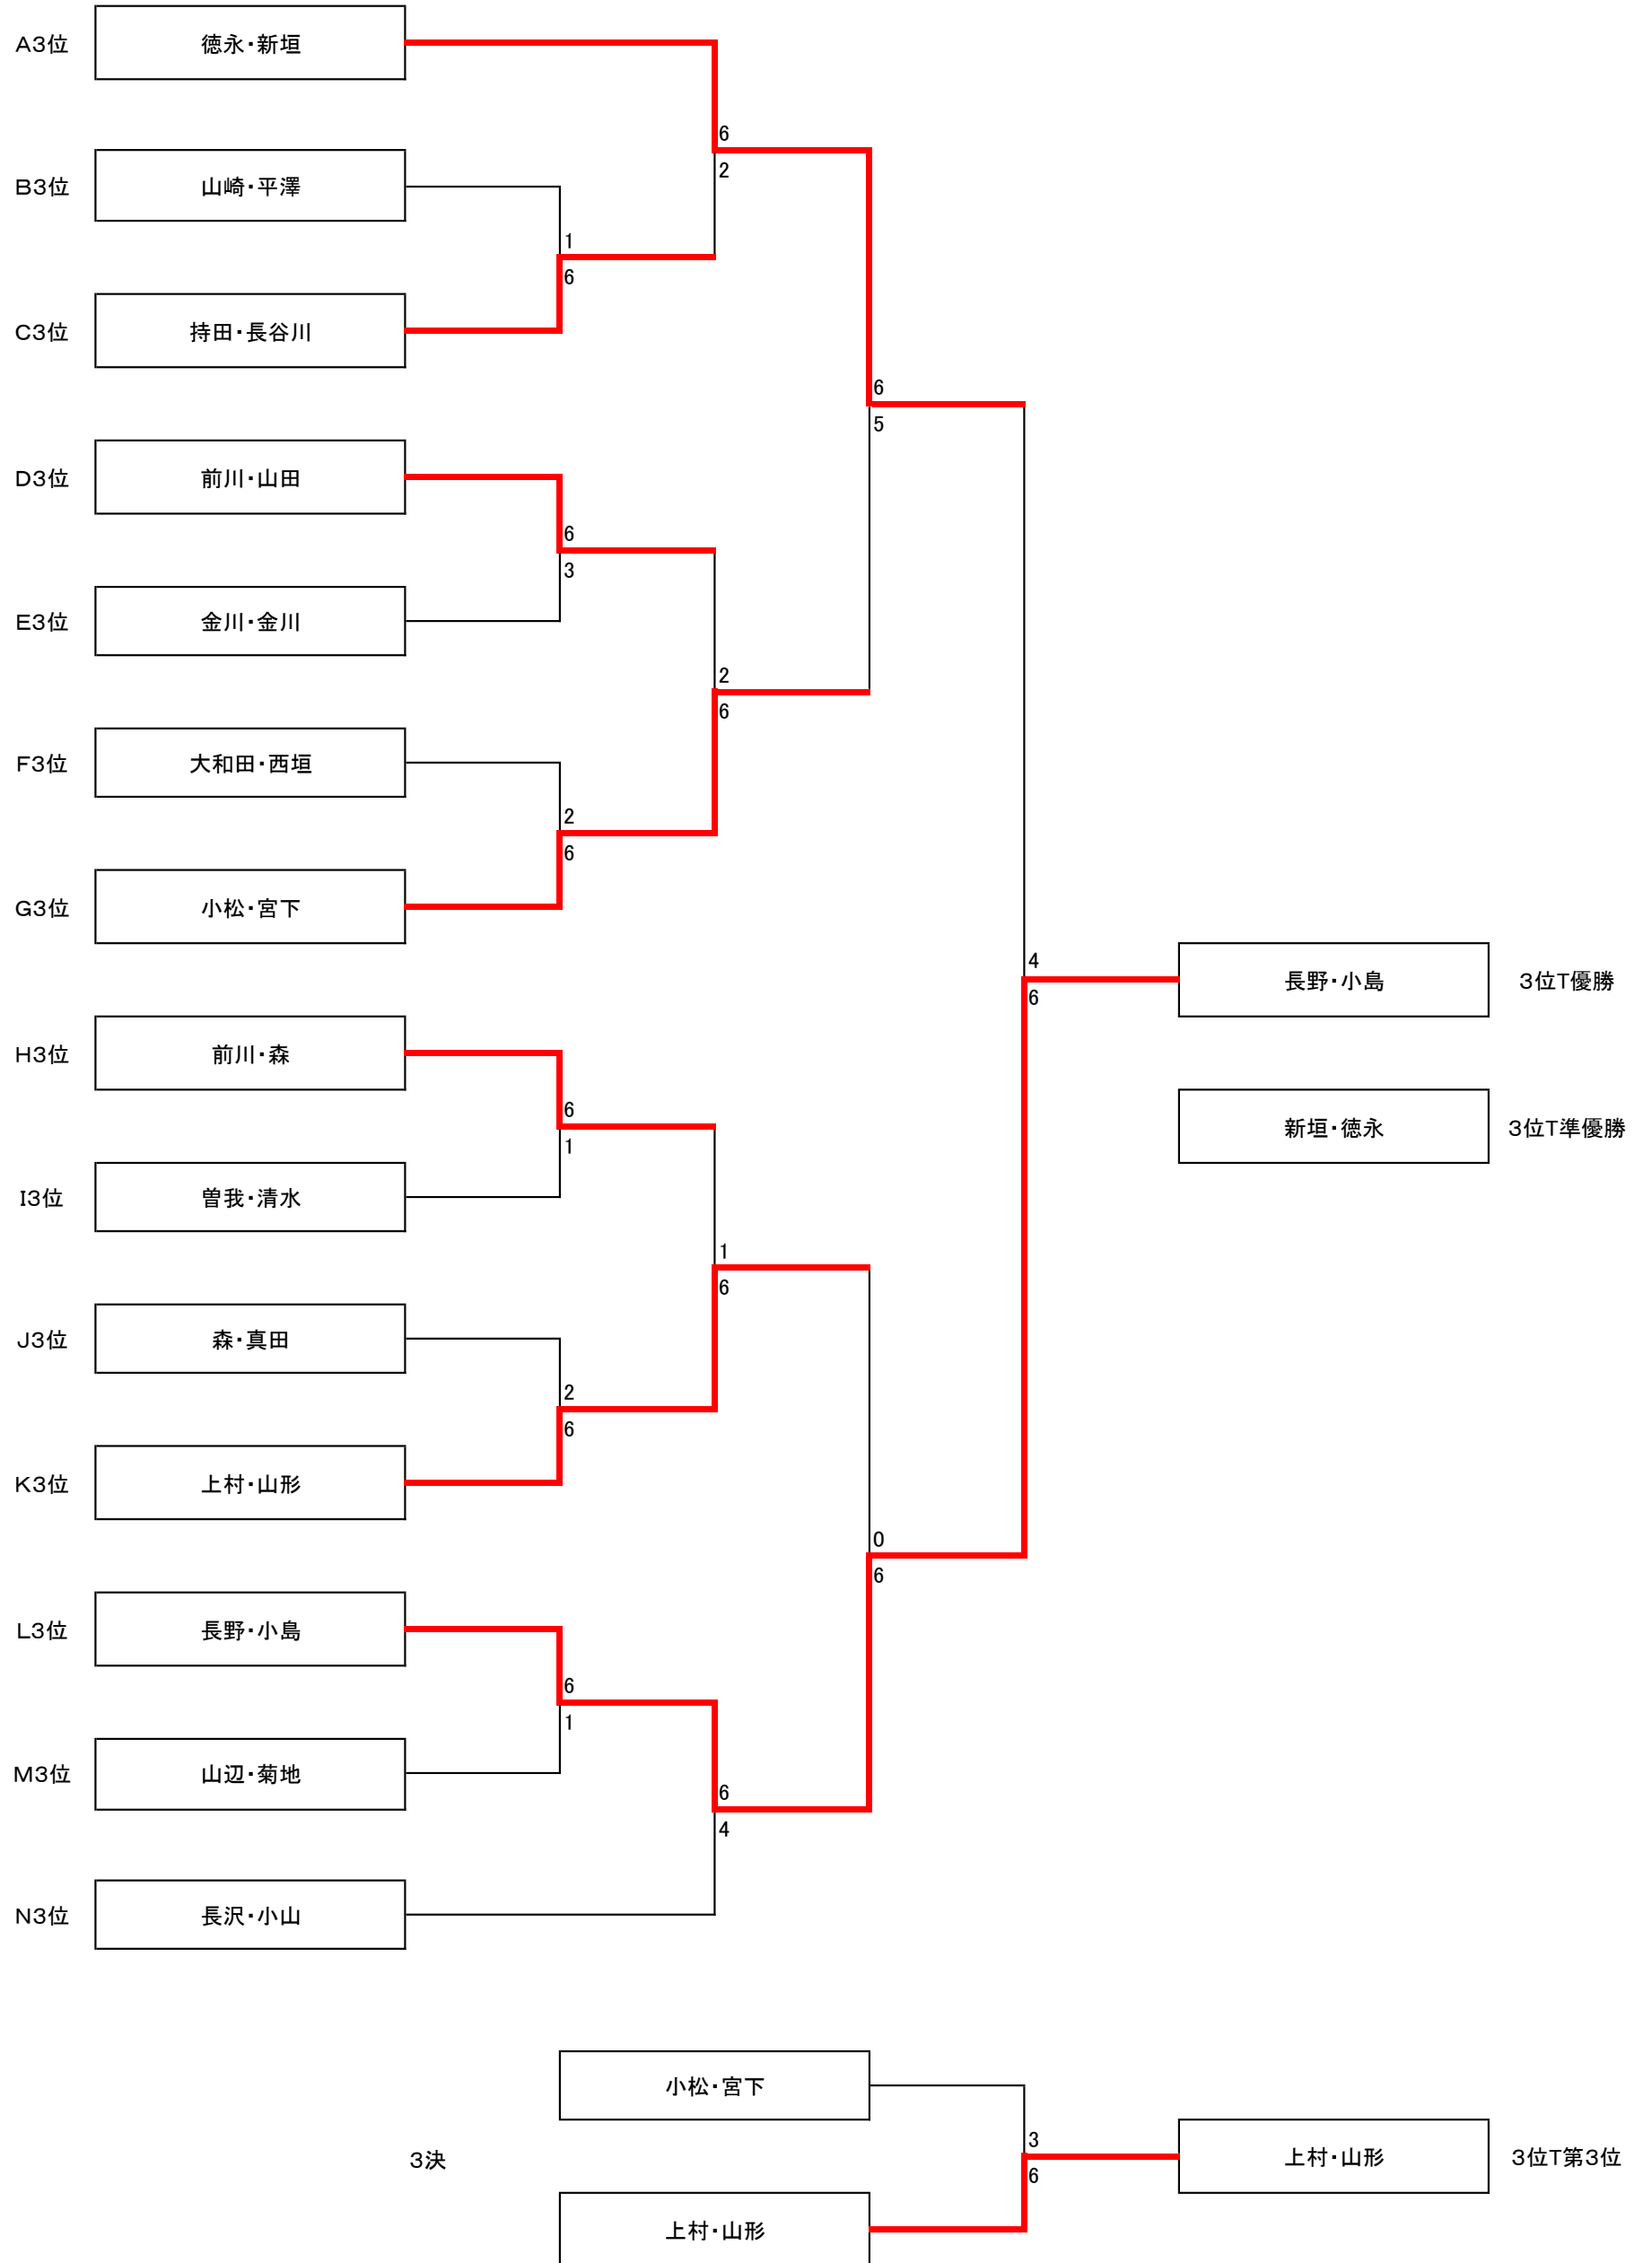 A3位 徳永・新垣
6
2
B3位 山崎・平澤
1
6
C3位 持田・長谷川
6
5
D3位 前川・山田
6
3
E3位 金川・金川
2
6
F3位 大和田・西垣
2
6
G3位 小松・宮下
4
長野・小島 3位T優勝
6
H3位 前川・森
6
新垣・徳永 3位T準優勝
1
I3位 曽我・清水
1
6
J3位 森・真田
2
6
K3位 上村・山形
0
6
L3位 長野・小島
6
1
M3位 山辺・菊地
6
4
N3位 長沢・小山
小松・宮下
3
3決 上村・山形 3位T第3位
6
上村・山形